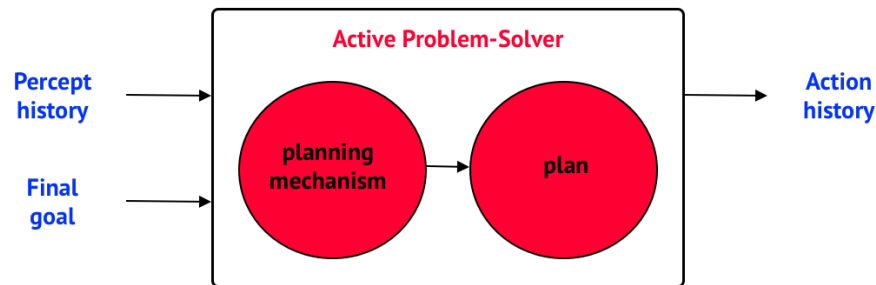 Active Problem-Solver
Percept
history
Action
history
planning
mechanism
plan
Final
goal